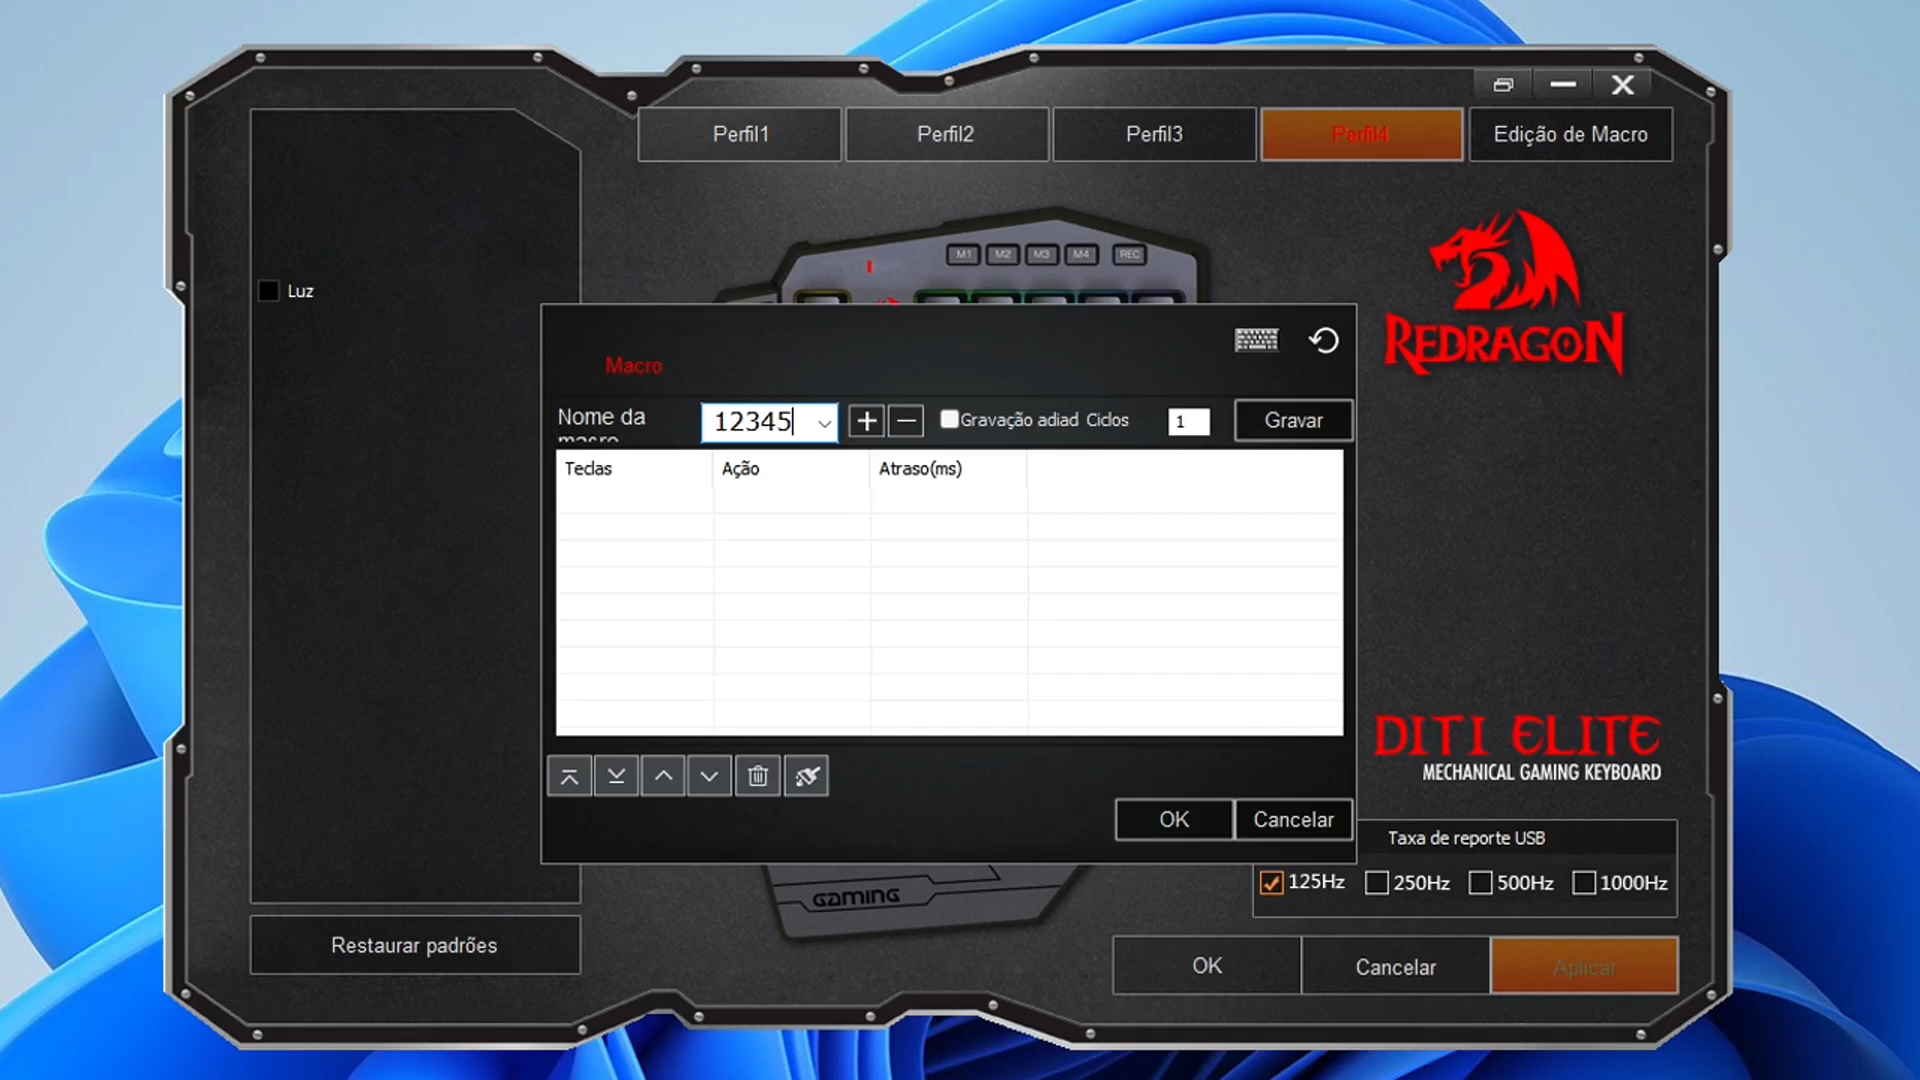 Perfil1 Perfil2 Perfil3 Perfil4 Edição de Macro
M1 M2 M3 M4 REC
Luz
REDRAGON
Macro
Nome da
macro
12345
Gravação adiad Ciclos
1
Gravar
Teclas Ação Atraso(ms)
OK Cancelar
DITI ELITE
MECHANICAL GAMING KEYBOARD
Taxa de reporte USB
125Hz 250Hz 500Hz 1000Hz
GAMING
Restaurar padrões
OK Cancelar Aplicar